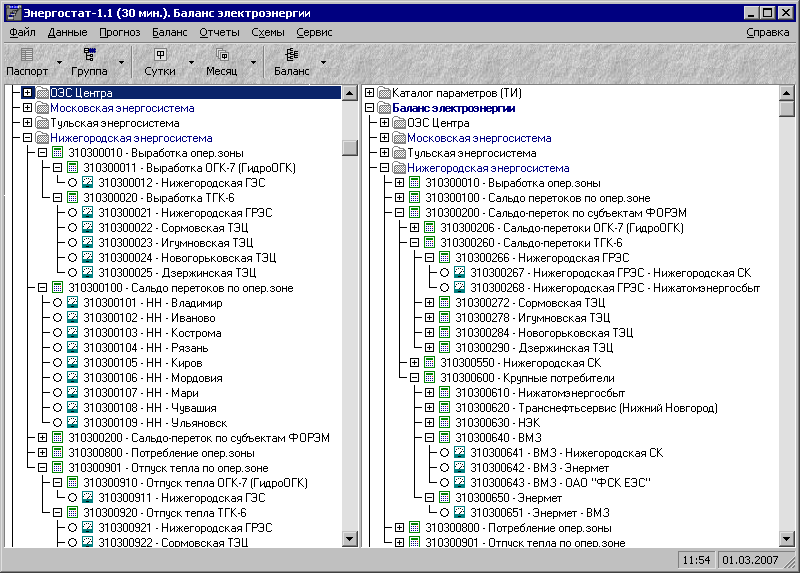 Энергостат-1.1 (30 мин.). Баланс электроэнергии
Файл Данные Прогноз Баланс Отчеты Схемы Сервис Справка
Паспорт Группа Сутки Месяц Баланс
ОЭС Центра
Московская энергосистема
Тульская энергосистема
Нижегородская энергосистема
310300010 - Выработка опер.зоны
310300011 - Выработка ОГК-7 (ГидроОГК)
310300012 - Нижегородская ГЭС
310300020 - Выработка ТГК-6
310300021 - Нижегородская ГРЭС
310300022 - Сормовская ТЭЦ
310300023 - Игумновская ТЭЦ
310300024 - Новогорьковская ТЭЦ
310300025 - Дзержинская ТЭЦ
310300100 - Сальдо перетоков по опер.зоне
310300101 - НН - Владимир
310300102 - НН - Иваново
310300103 - НН - Кострома
310300104 - НН - Рязань
310300105 - НН - Киров
310300106 - НН - Мордовия
310300107 - НН - Мари
310300108 - НН - Чувашия
310300109 - НН - Ульяновск
310300200 - Сальдо-переток по субъектам ФОРЭМ
310300800 - Потребление опер.зоны
310300901 - Отпуск тепла по опер.зоне
310300910 - Отпуск тепла ОГК-7 (ГидроОГК)
310300911 - Нижегородская ГЭС
310300920 - Отпуск тепла ТГК-6
310300921 - Нижегородская ГРЭС
310300922 - Сормовская ТЭЦ
Каталог параметров (ТИ)
Баланс электроэнергии
ОЭС Центра
Московская энергосистема
Тульская энергосистема
Нижегородская энергосистема
310300010 - Выработка опер.зоны
310300100 - Сальдо перетоков по опер.зоне
310300200 - Сальдо-переток по субъектам ФОРЭМ
310300206 - Сальдо-перетоки ОГК-7 (ГидроОГК)
310300260 - Сальдо-перетоки ТГК-6
310300266 - Нижегородская ГРЭС
310300267 - Нижегородская ГРЭС - Нижегородская СК
310300268 - Нижегородская ГРЭС - Нижатомэнергосбыт
310300272 - Сормовская ТЭЦ
310300278 - Игумновская ТЭЦ
310300284 - Новогорьковская ТЭЦ
310300290 - Дзержинская ТЭЦ
310300550 - Нижегородская СК
310300600 - Крупные потребители
310300610 - Нижатомэнергосбыт
310300620 - Транснефтьсервис (Нижний Новгород)
310300630 - НЭК
310300640 - ВМЗ
310300641 - ВМЗ - Нижегородская СК
310300642 - ВМЗ - Энермет
310300643 - ВМЗ - ОАО "ФСК ЕЭС"
310300650 - Энермет
310300651 - Энермет - ВМЗ
310300800 - Потребление опер.зоны
310300901 - Отпуск тепла по опер.зоне
11:54 01.03.2007